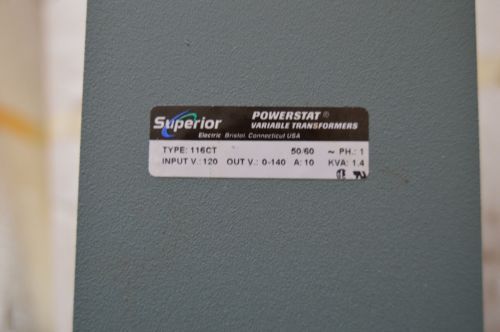 Superior
Electric Bristol, Connecticut USA
POWERSTAT®
VARIABLE TRANSFORMERS
TYPE: 116CT 50/60 ~ PH.: 1
INPUT V.: 120 OUT V.: 0-140 A: 10 KVA: 1.4